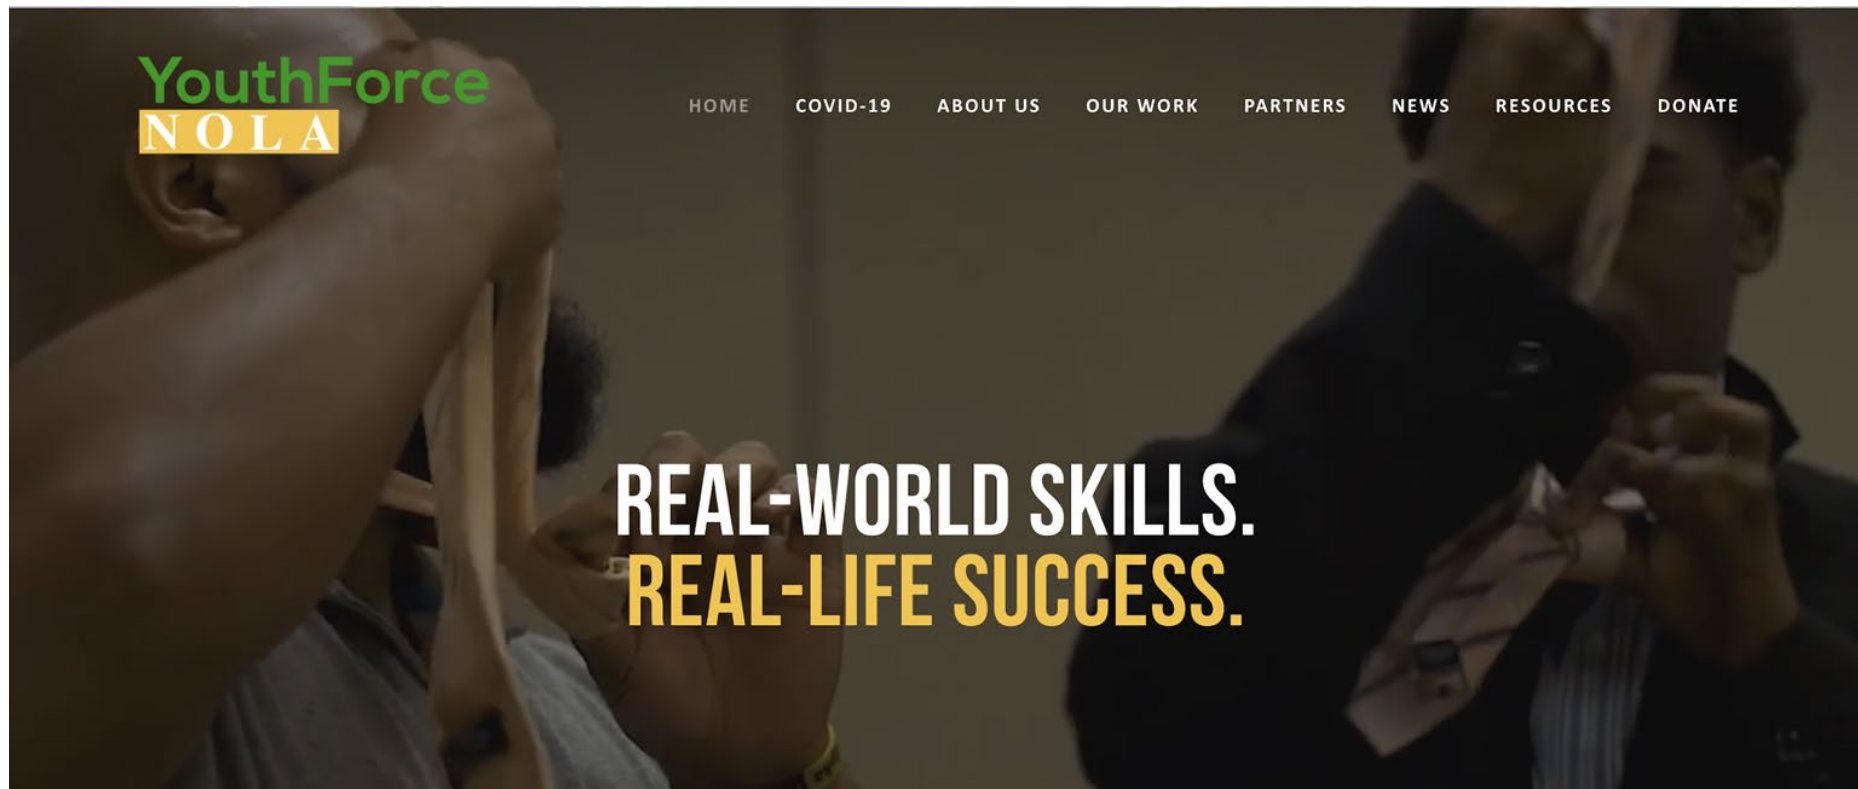 YouthForce
NOLA
HOME COVID-19 ABOUT US OUR WORK PARTNERS NEWS RESOURCES DONATE
REAL-WORLD SKILLS.
REAL-LIFE SUCCESS.